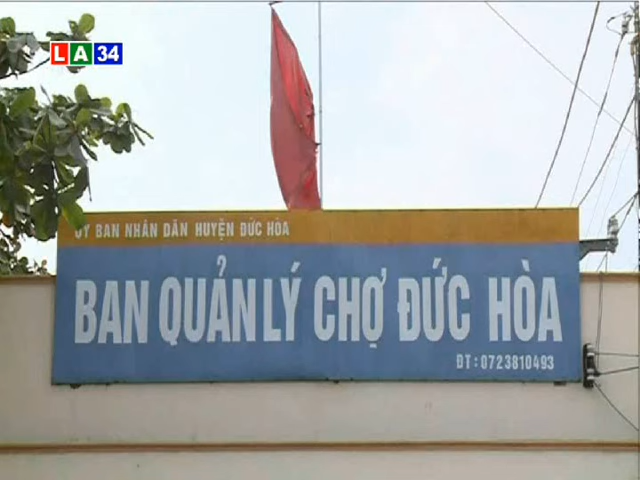 LA34
ỦY BAN NHÂN DÂN HUYỆN ĐỨC HÒA
BAN QUẢN LÝ CHỢ ĐỨC HÒA
ĐT: 0723810493